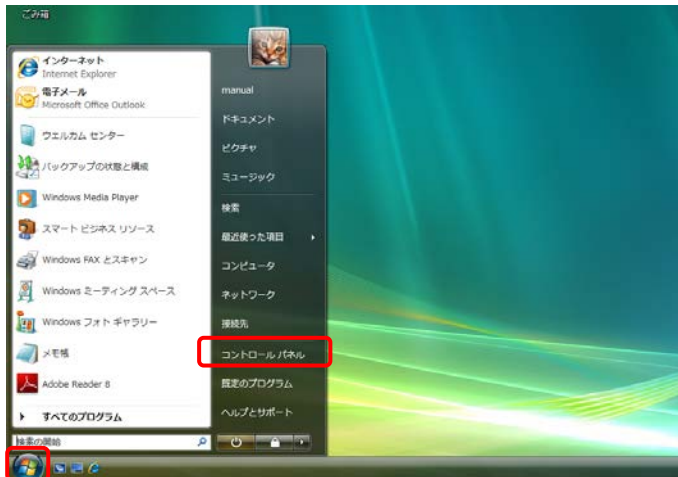 ごみ箱
インターネット
Internet Explorer
電子メール
Microsoft Office Outlook
ウェルカム センター
バックアップの状態と構成
Windows Media Player
スマート ビジネス リソース
Windows FAX とスキャン
Windows ミーティング スペース
Windows フォト ギャラリー
メモ帳
Adobe Reader 8
すべてのプログラム
検索の開始
manual
ドキュメント
ピクチャ
ミュージック
検索
最近使った項目
コンピュータ
ネットワーク
接続先
コントロール パネル
既定のプログラム
ヘルプとサポート